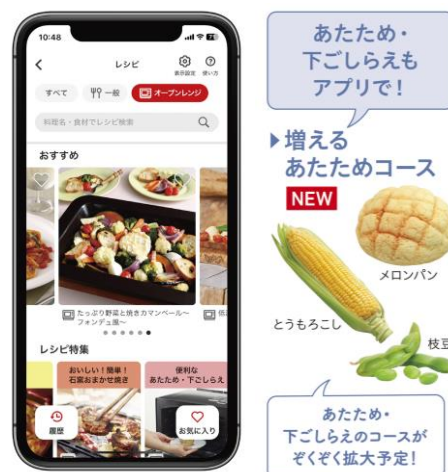 10:48
レシピ
表示設定
使い方
すべて
一般
オーブンレンジ
料理名・食材でレシピ検索
おすすめ
たっぷり野菜と焼きカマンベール〜
フォンデュ風〜
レシピ特集
おいしい!簡単!
石窯おまかせ焼き
便利な
あたため・下ごしらえ
履歴
お気に入り
あたため・
下ごしらえも
アプリで!
増える
あたためコース
NEW
メロンパン
とうもろこし
枝豆
あたため・
下ごしらえのコースが
ぞくぞく拡大予定!